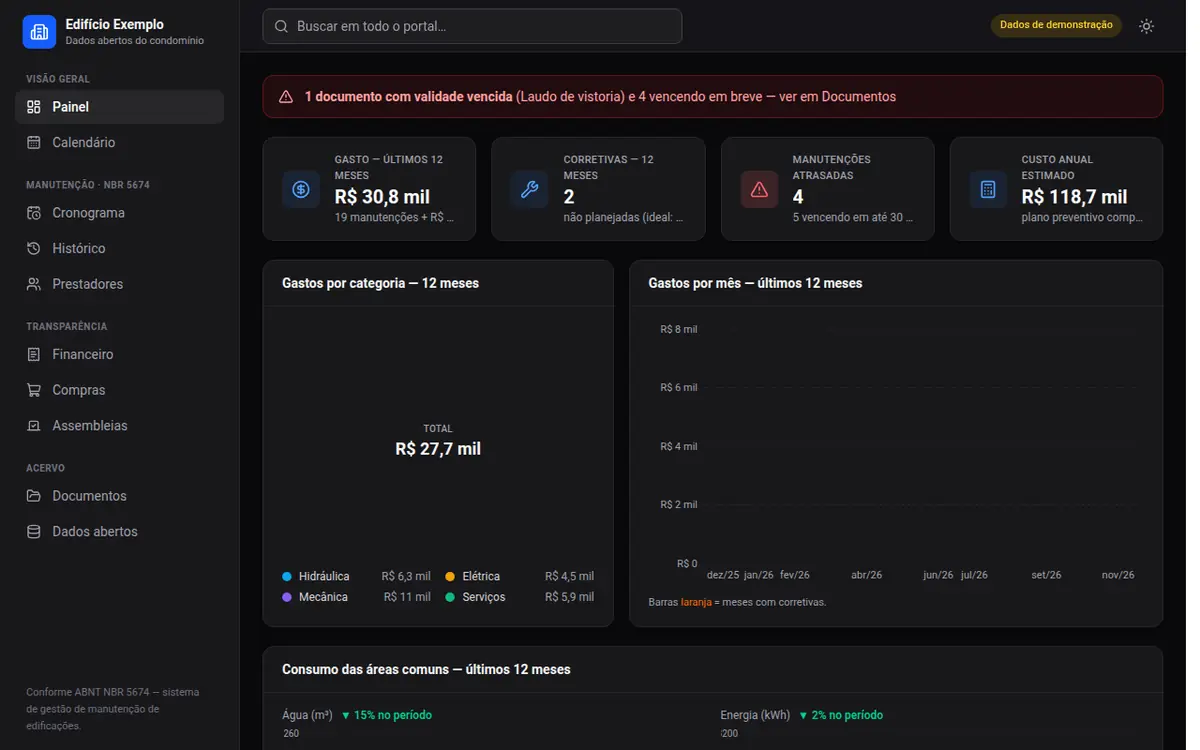 Edifício Exemplo
Dados abertos do condomínio
Buscar em todo o portal...
Dados de demonstração
VISÃO GERAL
Painel
Calendário
MANUTENÇÃO · NBR 5674
Cronograma
Histórico
Prestadores
TRANSPARÊNCIA
Financeiro
Compras
Assembleias
ACERVO
Documentos
Dados abertos
Conforme ABNT NBR 5674 — sistema
de gestão de manutenção de
edificações.
1 documento com validade vencida (Laudo de vistoria) e 4 vencendo em breve — ver em Documentos
GASTO — ÚLTIMOS 12
MESES
R$ 30,8 mil
19 manutenções + R$ ...
CORRETIVAS — 12
MESES
2
não planejadas (ideal: ...
MANUTENÇÕES
ATRASADAS
4
5 vencendo em até 30 ...
CUSTO ANUAL
ESTIMADO
R$ 118,7 mil
plano preventivo comp...
Gastos por categoria — 12 meses
TOTAL
R$ 27,7 mil
Hidráulica R$ 6,3 mil Elétrica R$ 4,5 mil
Mecânica R$ 11 mil Serviços R$ 5,9 mil
Gastos por mês — últimos 12 meses
R$ 8 mil
R$ 6 mil
R$ 4 mil
R$ 2 mil
R$ 0
dez/25 jan/26 fev/26 abr/26 jun/26 jul/26 set/26 nov/26
Barras laranja = meses com corretivas.
Consumo das áreas comuns — últimos 12 meses
Água (m³) ▼ 15% no período
260
Energia (kWh) ▼ 2% no período
200